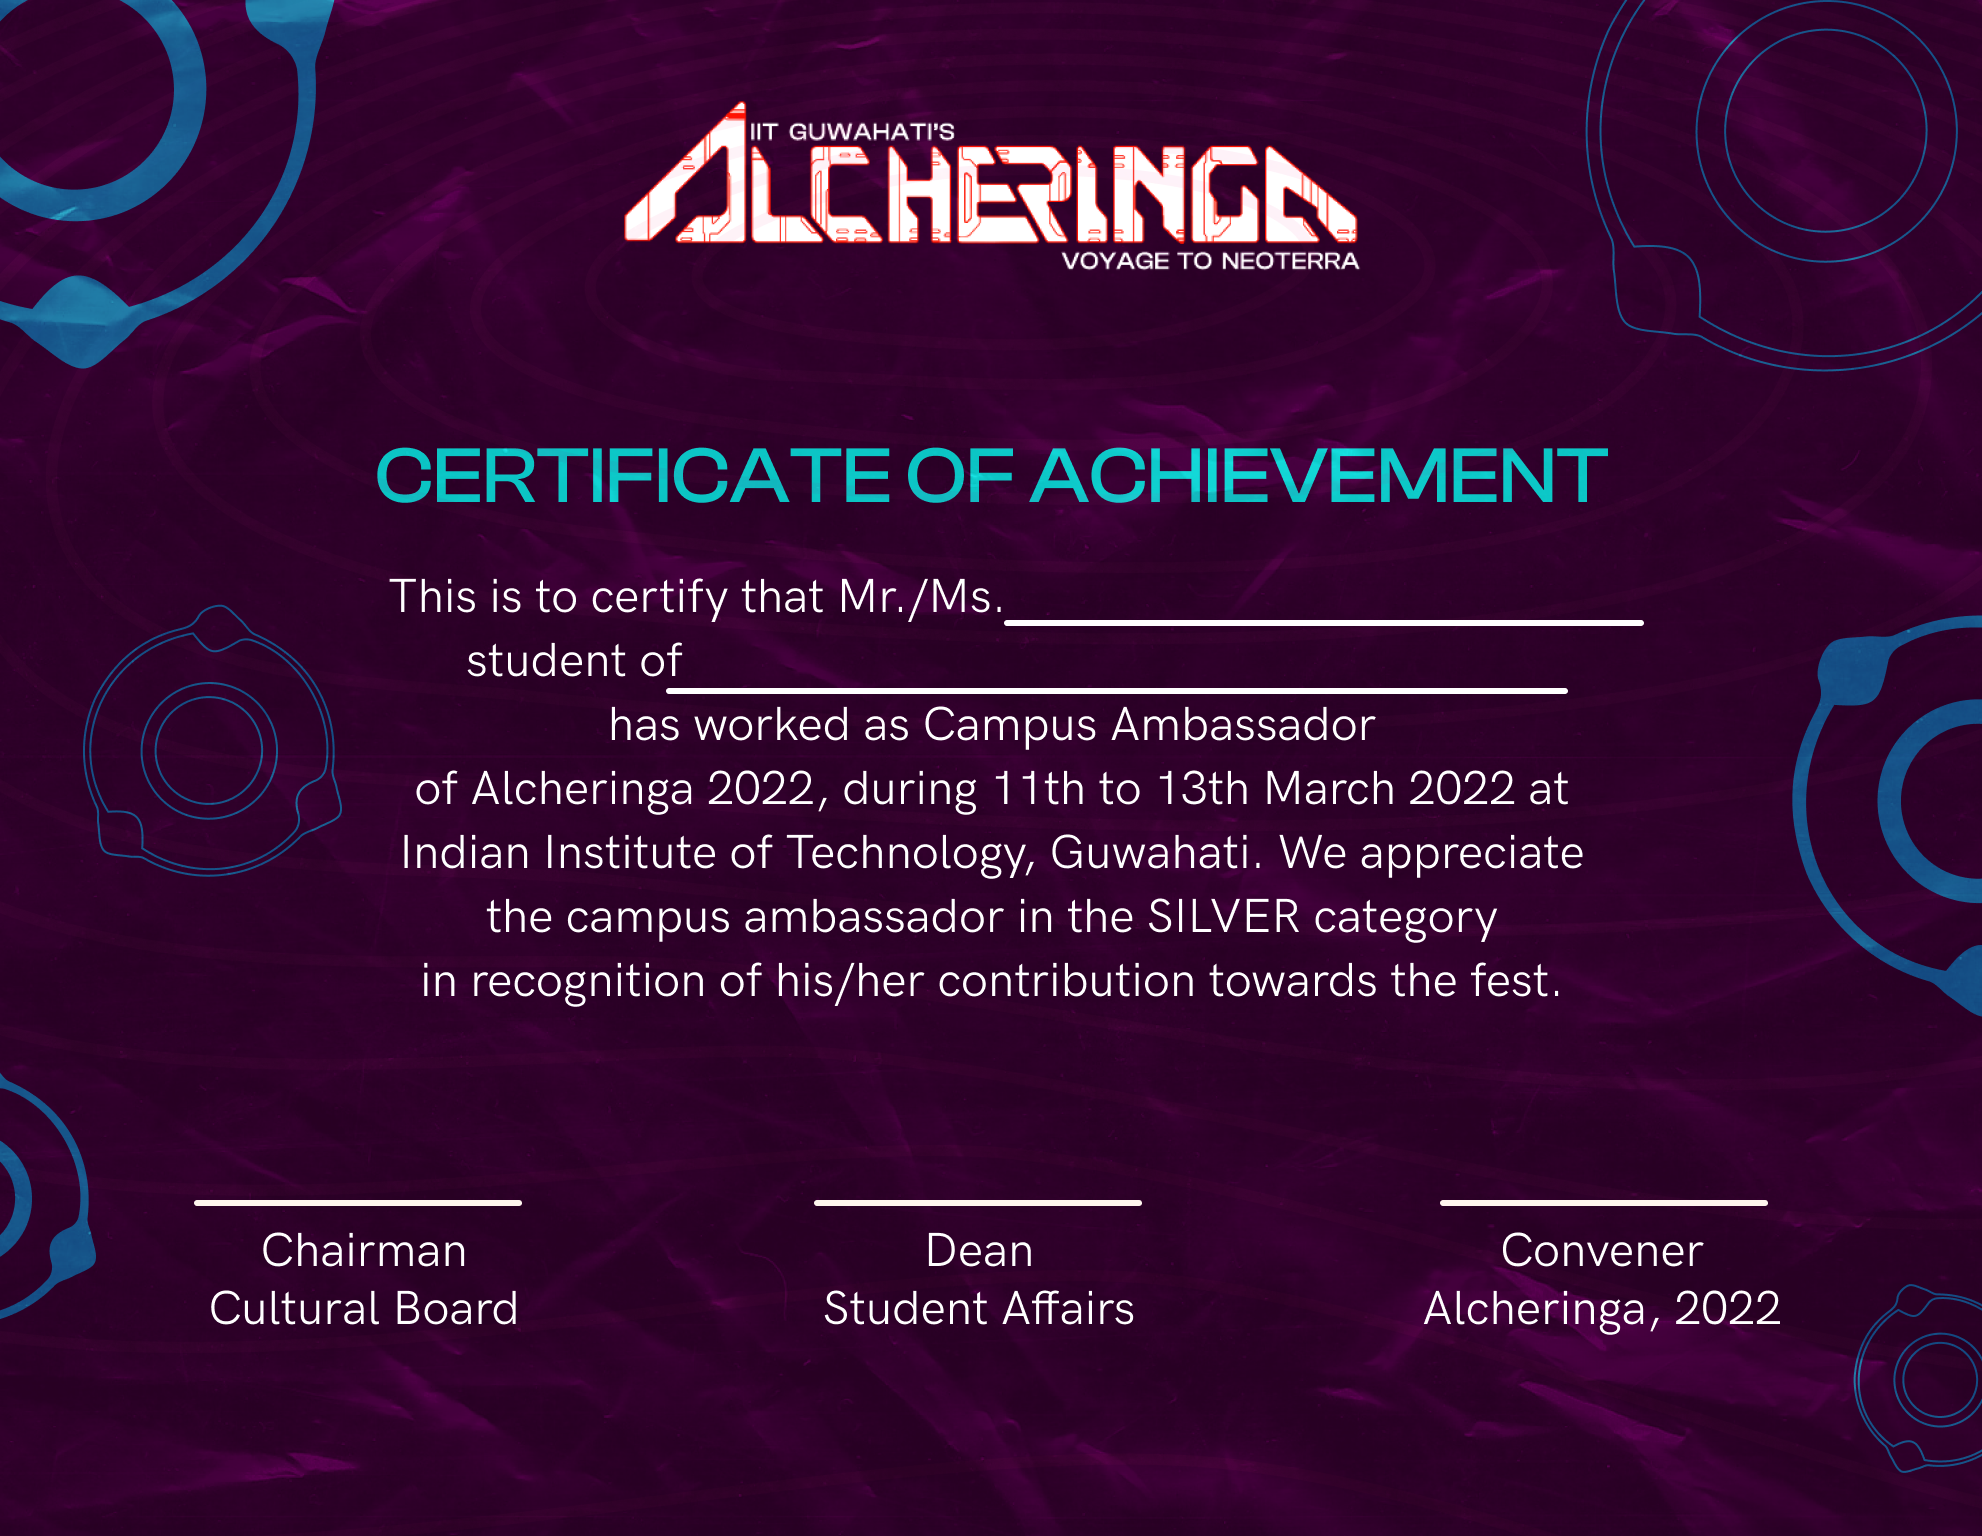 IIT GUWAHATI'S
ALCHERINGA
VOYAGE TO NEOTERRA
CERTIFICATE OF ACHIEVEMENT
This is to certify that Mr./Ms.
student of
has worked as Campus Ambassador
of Alcheringa 2022, during 11th to 13th March 2022 at
Indian Institute of Technology, Guwahati. We appreciate
the campus ambassador in the SILVER category
in recognition of his/her contribution towards the fest.
Chairman
Cultural Board
Dean
Student Affairs
Convener
Alcheringa, 2022